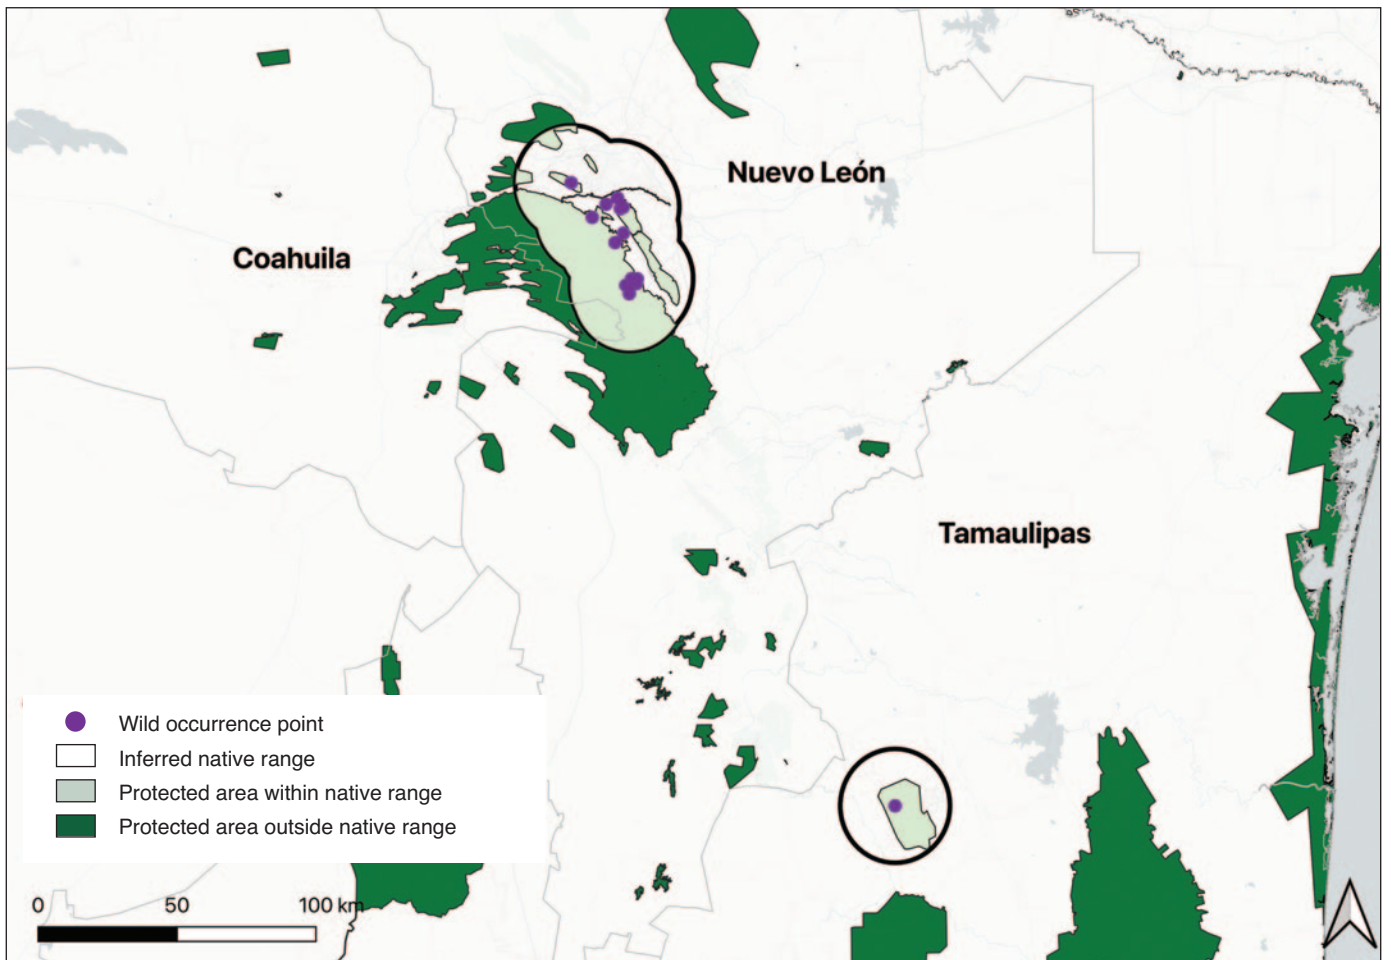 Nuevo León
Coahuila
Tamaulipas
Wild occurrence point
Inferred native range
Protected area within native range
Protected area outside native range
0 50 100 km